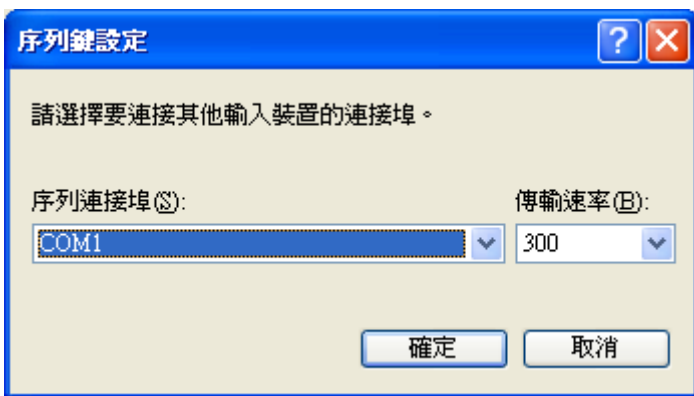 序列鍵設定
?
請選擇要連接其他輸入裝置的連接埠。
序列連接埠(S):
傳輸速率(B):
COM1
300
確定
取消